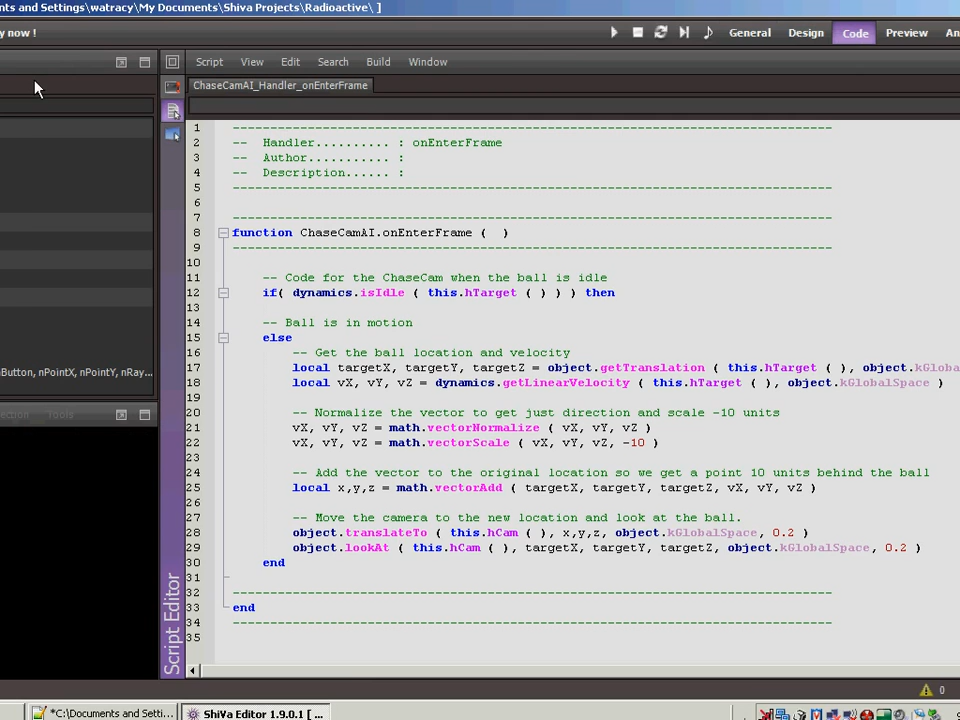 nts and Settings\watracy\My Documents\Shiva Projects\Radioactive\ ]
y now !
General Design Code Preview An
Script View Edit Search Build Window
ChaseCamAI_Handler_onEnterFrame
1 --------------------------------------------------------------------------------
2 --  Handler.......... : onEnterFrame
3 --  Author........... :
4 --  Description...... :
5 --------------------------------------------------------------------------------
6
7 --------------------------------------------------------------------------------
8 function ChaseCamAI.onEnterFrame (  )
9 --------------------------------------------------------------------------------
10
11 -- Code for the ChaseCam when the ball is idle
12 if( dynamics.isIdle ( this.hTarget ( ) ) ) then
13
14 -- Ball is in motion
15 else
16 -- Get the ball location and velocity
17 local targetX, targetY, targetZ = object.getTranslation ( this.hTarget ( ), object.kGloba
18 local vX, vY, vZ = dynamics.getLinearVelocity ( this.hTarget ( ), object.kGlobalSpace )
19
20 -- Normalize the vector to get just direction and scale -10 units
21 vX, vY, vZ = math.vectorNormalize ( vX, vY, vZ )
22 vX, vY, vZ = math.vectorScale ( vX, vY, vZ, -10 )
23
24 -- Add the vector to the original location so we get a point 10 units behind the ball
25 local x,y,z = math.vectorAdd ( targetX, targetY, targetZ, vX, vY, vZ )
26
27 -- Move the camera to the new location and look at the ball.
28 object.translateTo ( this.hCam ( ), x,y,z, object.kGlobalSpace, 0.2 )
29 object.lookAt ( this.hCam ( ), targetX, targetY, targetZ, object.kGlobalSpace, 0.2 )
30 end
31
32 --------------------------------------------------------------------------------
33 end
34 --------------------------------------------------------------------------------
35
Button, nPointX, nPointY, nRay...
ection Tools
Script Editor
0
*C:\Documents and Setti...
ShiVa Editor 1.9.0.1 [ ...